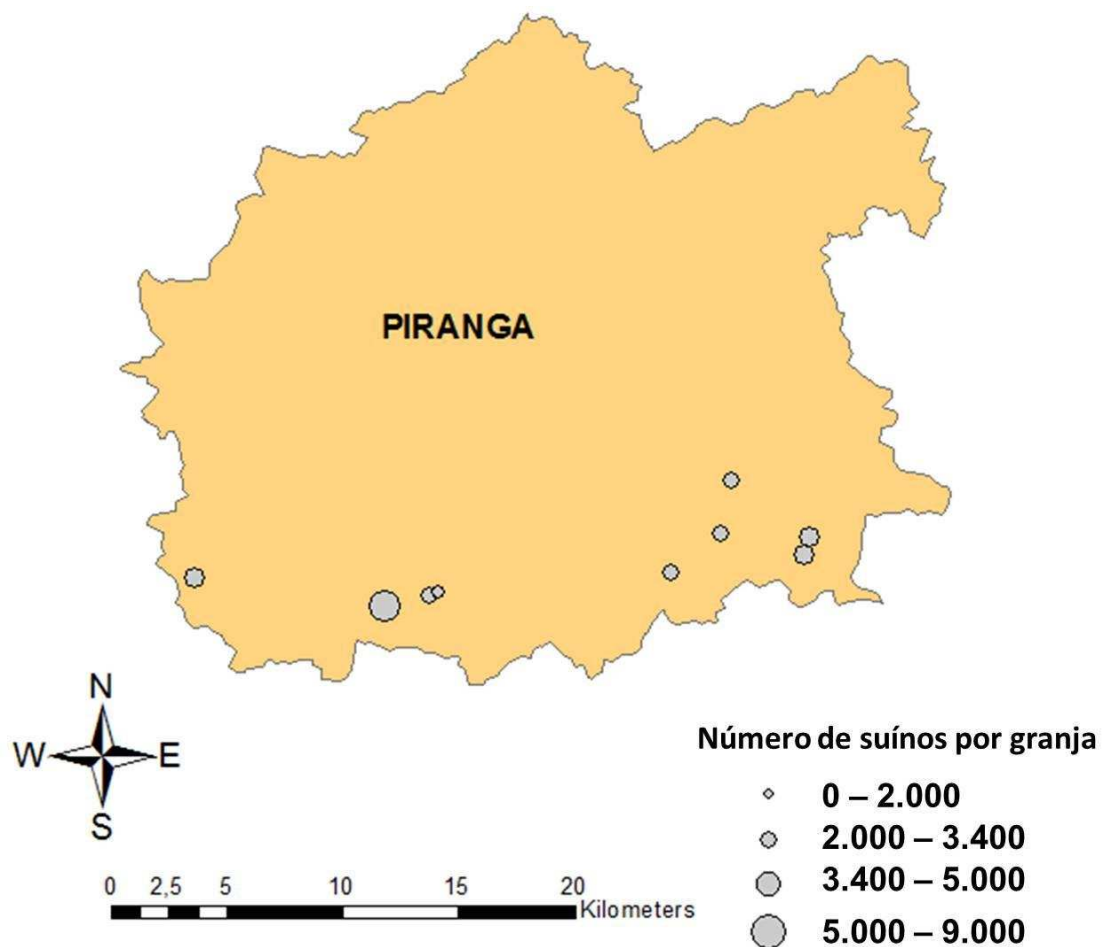 PIRANGA
N
W E
S
0 2,5 5 10 15 20
Kilometers
Número de suínos por granja
0 – 2.000
2.000 – 3.400
3.400 – 5.000
5.000 – 9.000